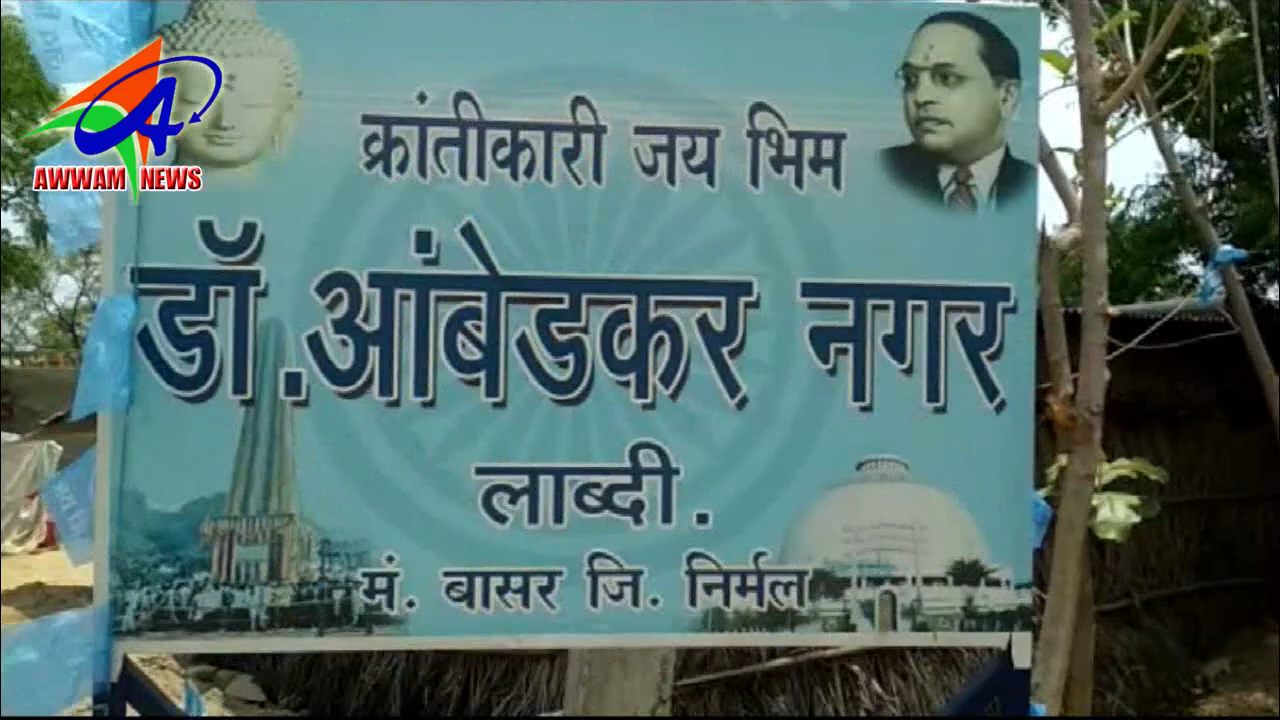 AWWAM NEWS
क्रांतीकारी जय भिम
डॉ.आंबेडकर नगर
लाब्दी.
मं. बासर जि. निर्मल